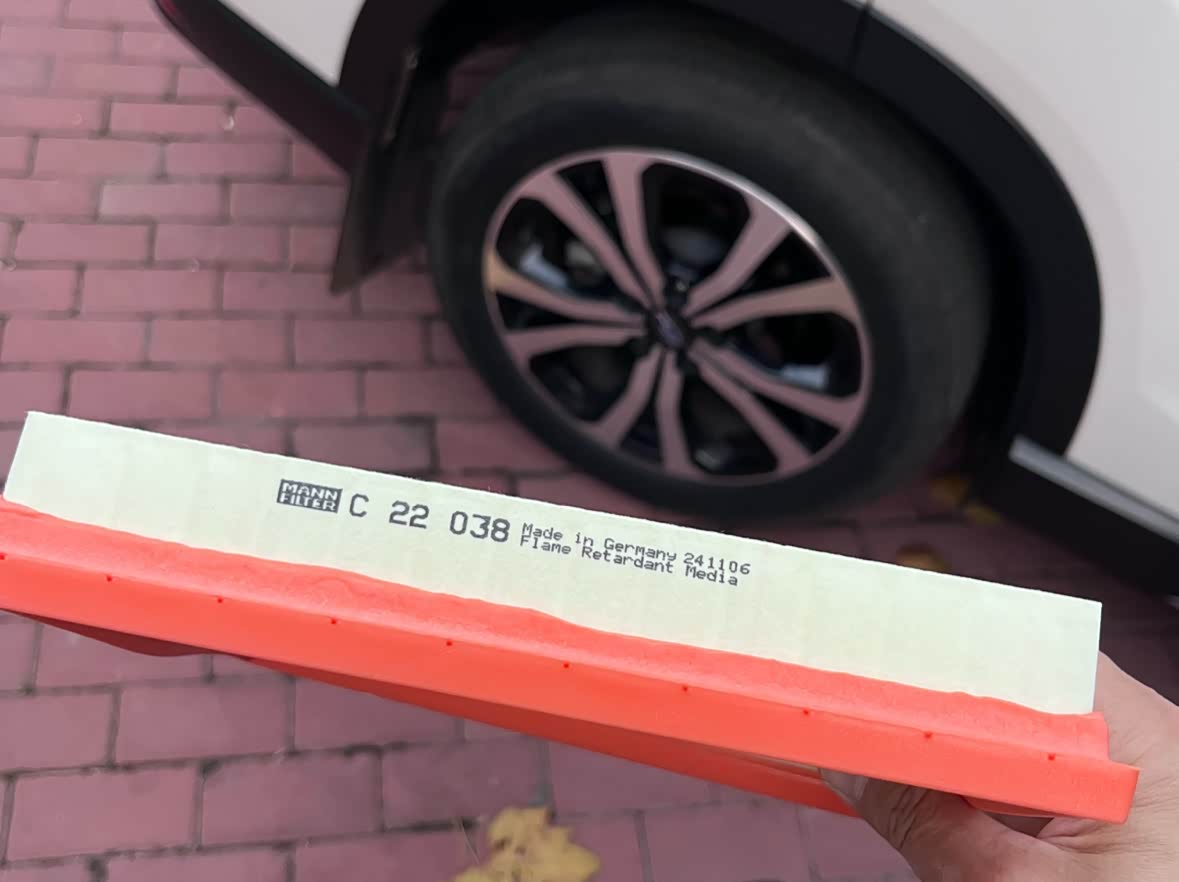 MANN
FILTER
C 22 038
Made in Germany 241106
Flame Retardant Media